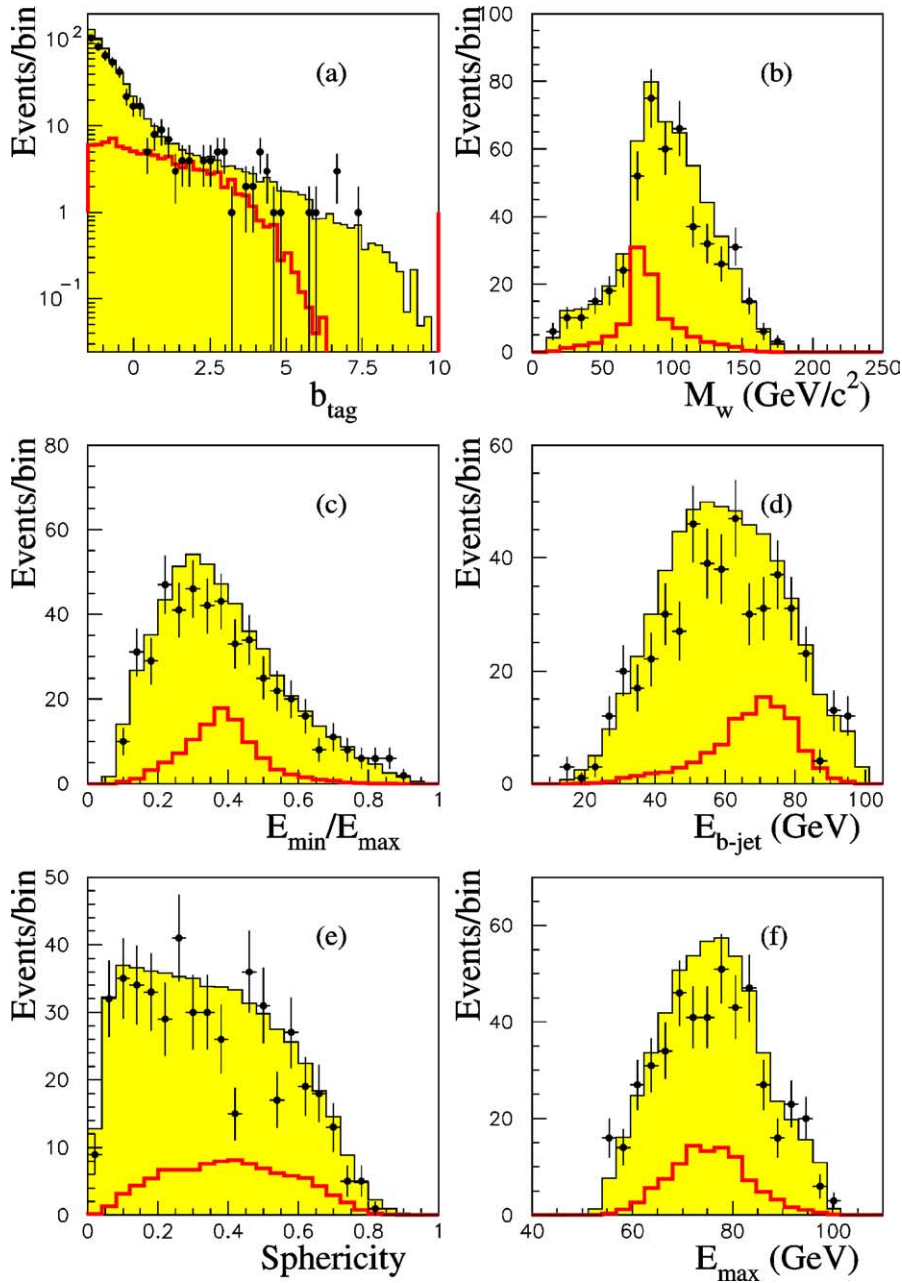 Events/bin
10²
10
1
10⁻¹
(a)
0 2.5 5 7.5 10
b_tag
Events/bin
100
80
60
40
20
0
(b)
0 50 100 150 200 250
M_w (GeV/c²)
Events/bin
80
60
40
20
0
(c)
0 0.2 0.4 0.6 0.8 1
E_min/E_max
Events/bin
60
40
20
0
(d)
20 40 60 80 100
E_b-jet (GeV)
Events/bin
50
40
30
20
10
0
(e)
0 0.2 0.4 0.6 0.8 1
Sphericity
Events/bin
60
40
20
0
(f)
40 60 80 100
E_max (GeV)